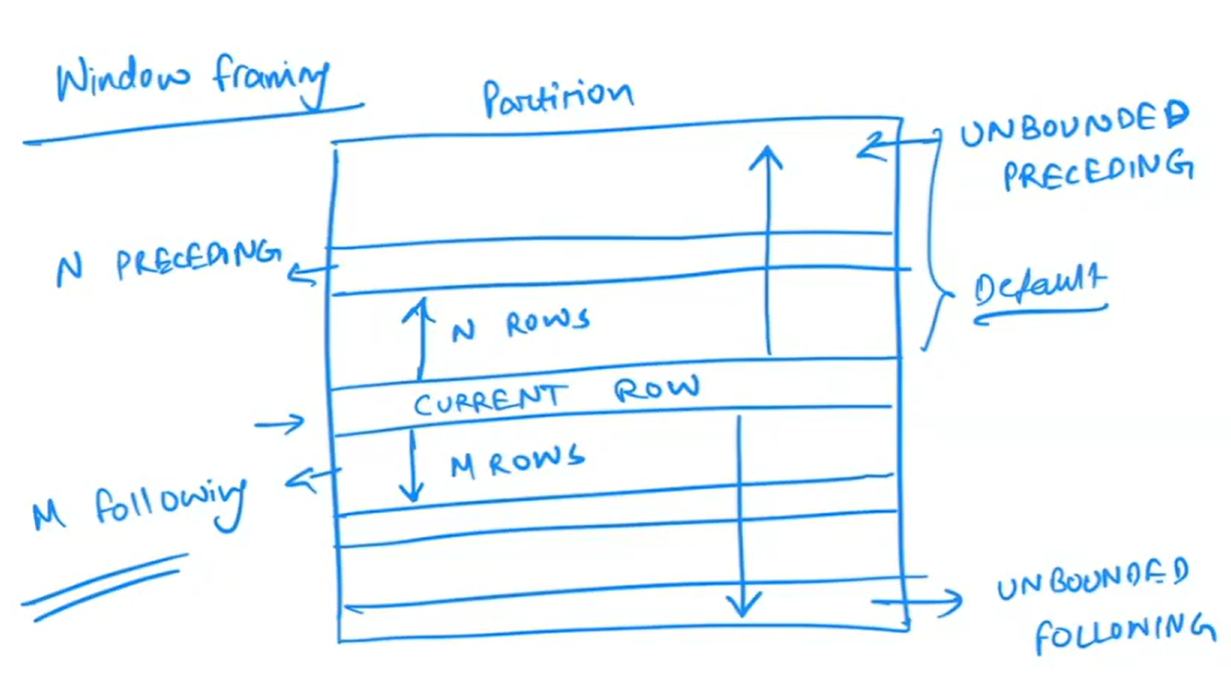 Window framing
Partition
UNBOUNDED
PRECEDING
N PRECEDING
Default
N ROWS
CURRENT ROW
M ROWS
M following
UNBOUNDED
FOLLOWING